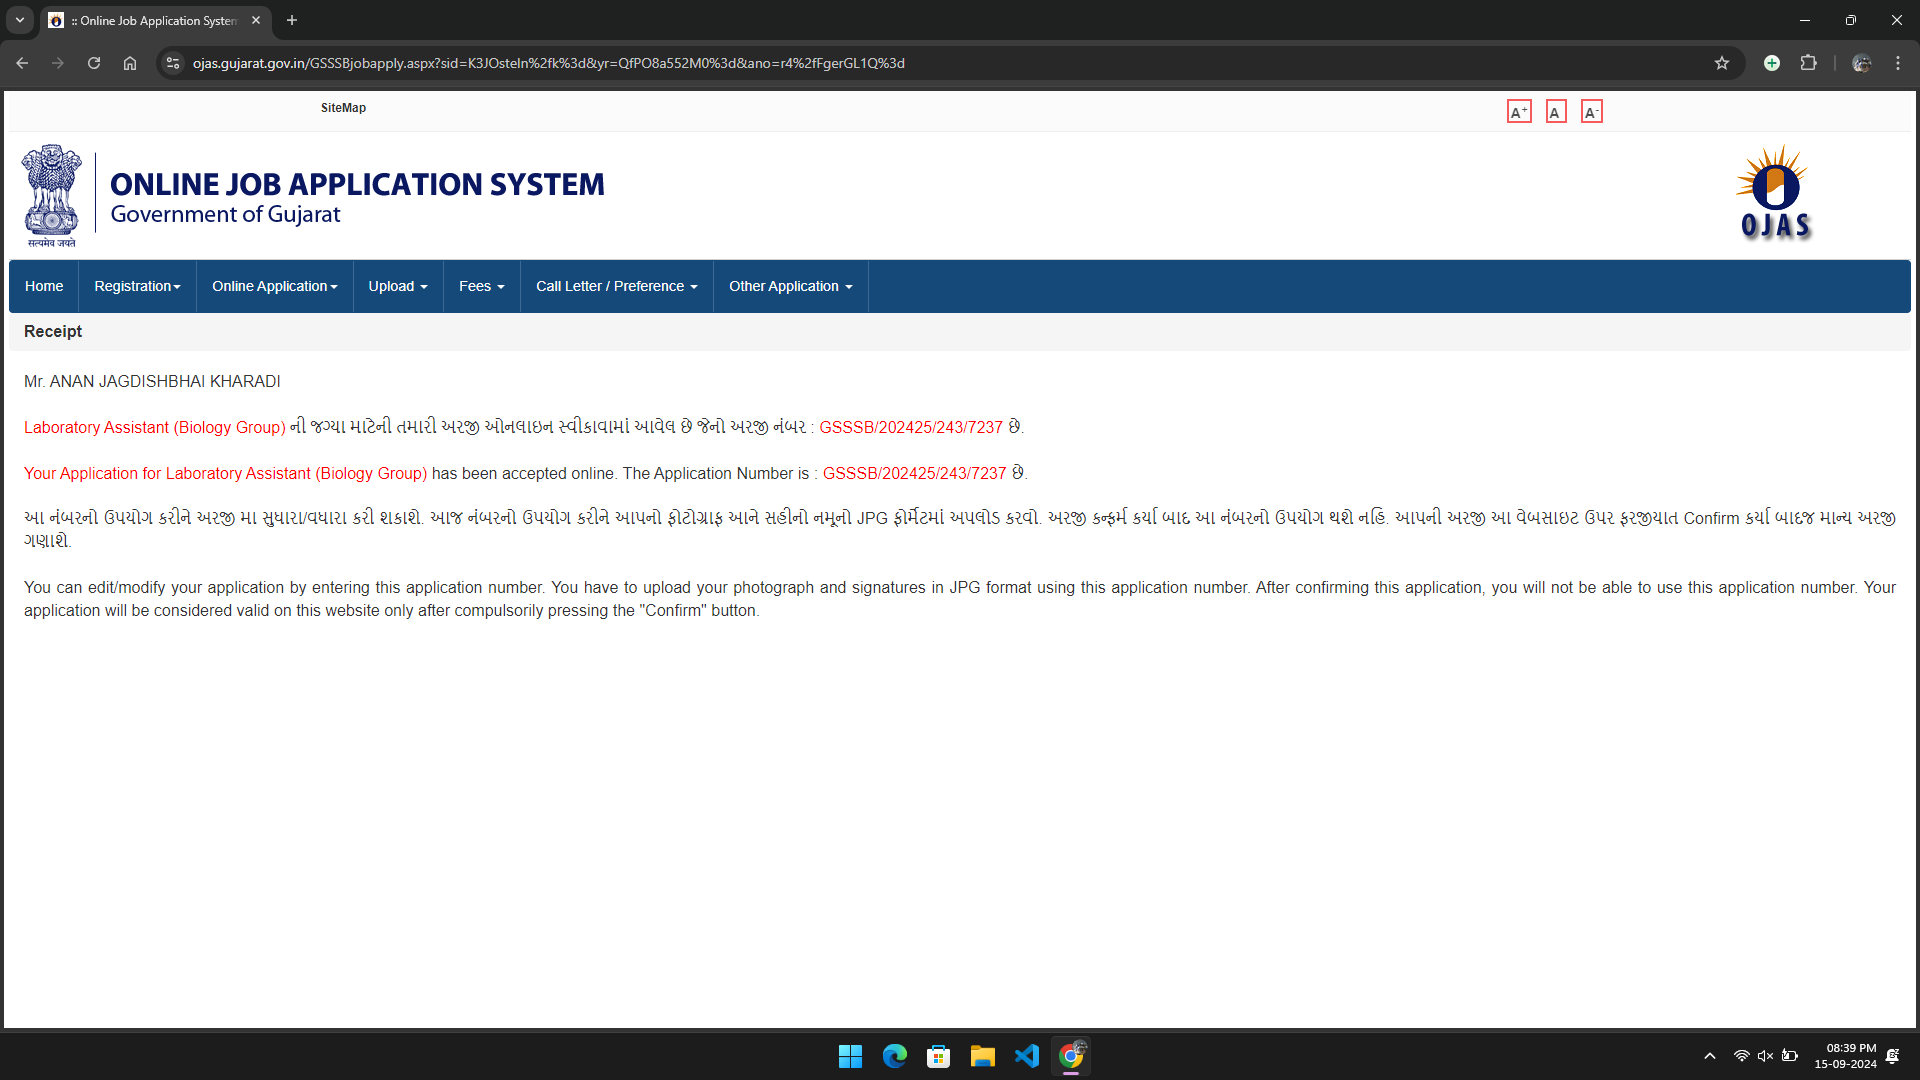 :: Online Job Application System
ojas.gujarat.gov.in/GSSSBjobapply.aspx?sid=K3JOsteln%2fk%3d&yr=QfPO8a552M0%3d&ano=r4%2fFgerGL1Q%3d
SiteMap
A+ A A-
सत्यमेव जयते
ONLINE JOB APPLICATION SYSTEM
Government of Gujarat
OJAS
Home Registration Online Application Upload Fees Call Letter / Preference Other Application
Receipt
Mr. ANAN JAGDISHBHAI KHARADI
Laboratory Assistant (Biology Group) ની જગ્યા માટેની તમારી અરજી ઓનલાઇન સ્વીકાવામાં આવેલ છે જેનો અરજી નંબર : GSSSB/202425/243/7237 છે.
Your Application for Laboratory Assistant (Biology Group) has been accepted online. The Application Number is : GSSSB/202425/243/7237 છે.
આ નંબરનો ઉપયોગ કરીને અરજી મા સુધારા/વધારા કરી શકાશે. આજ નંબરનો ઉપયોગ કરીને આપનો ફોટોગ્રાફ આને સહીનો નમૂનો JPG ફોર્મેટમાં અપલોડ કરવો. અરજી કન્ફર્મ કર્યા બાદ આ નંબરનો ઉપયોગ થશે નહિ. આપની અરજી આ વેબસાઇટ ઉપર ફરજીયાત Confirm કર્યા બાદજ માન્ય અરજી
ગણાશે.
You can edit/modify your application by entering this application number. You have to upload your photograph and signatures in JPG format using this application number. After confirming this application, you will not be able to use this application number. Your
application will be considered valid on this website only after compulsorily pressing the "Confirm" button.
08:39 PM
15-09-2024